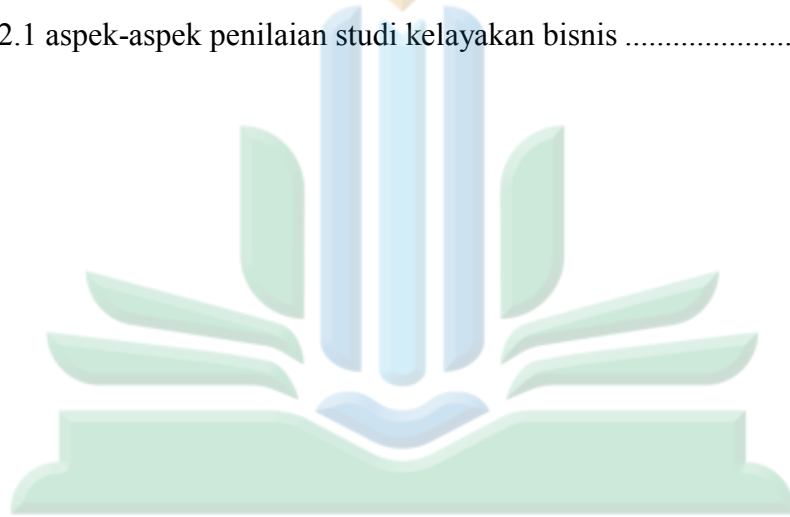 2.1 aspek-aspek penilaian studi kelayakan bisnis .....................